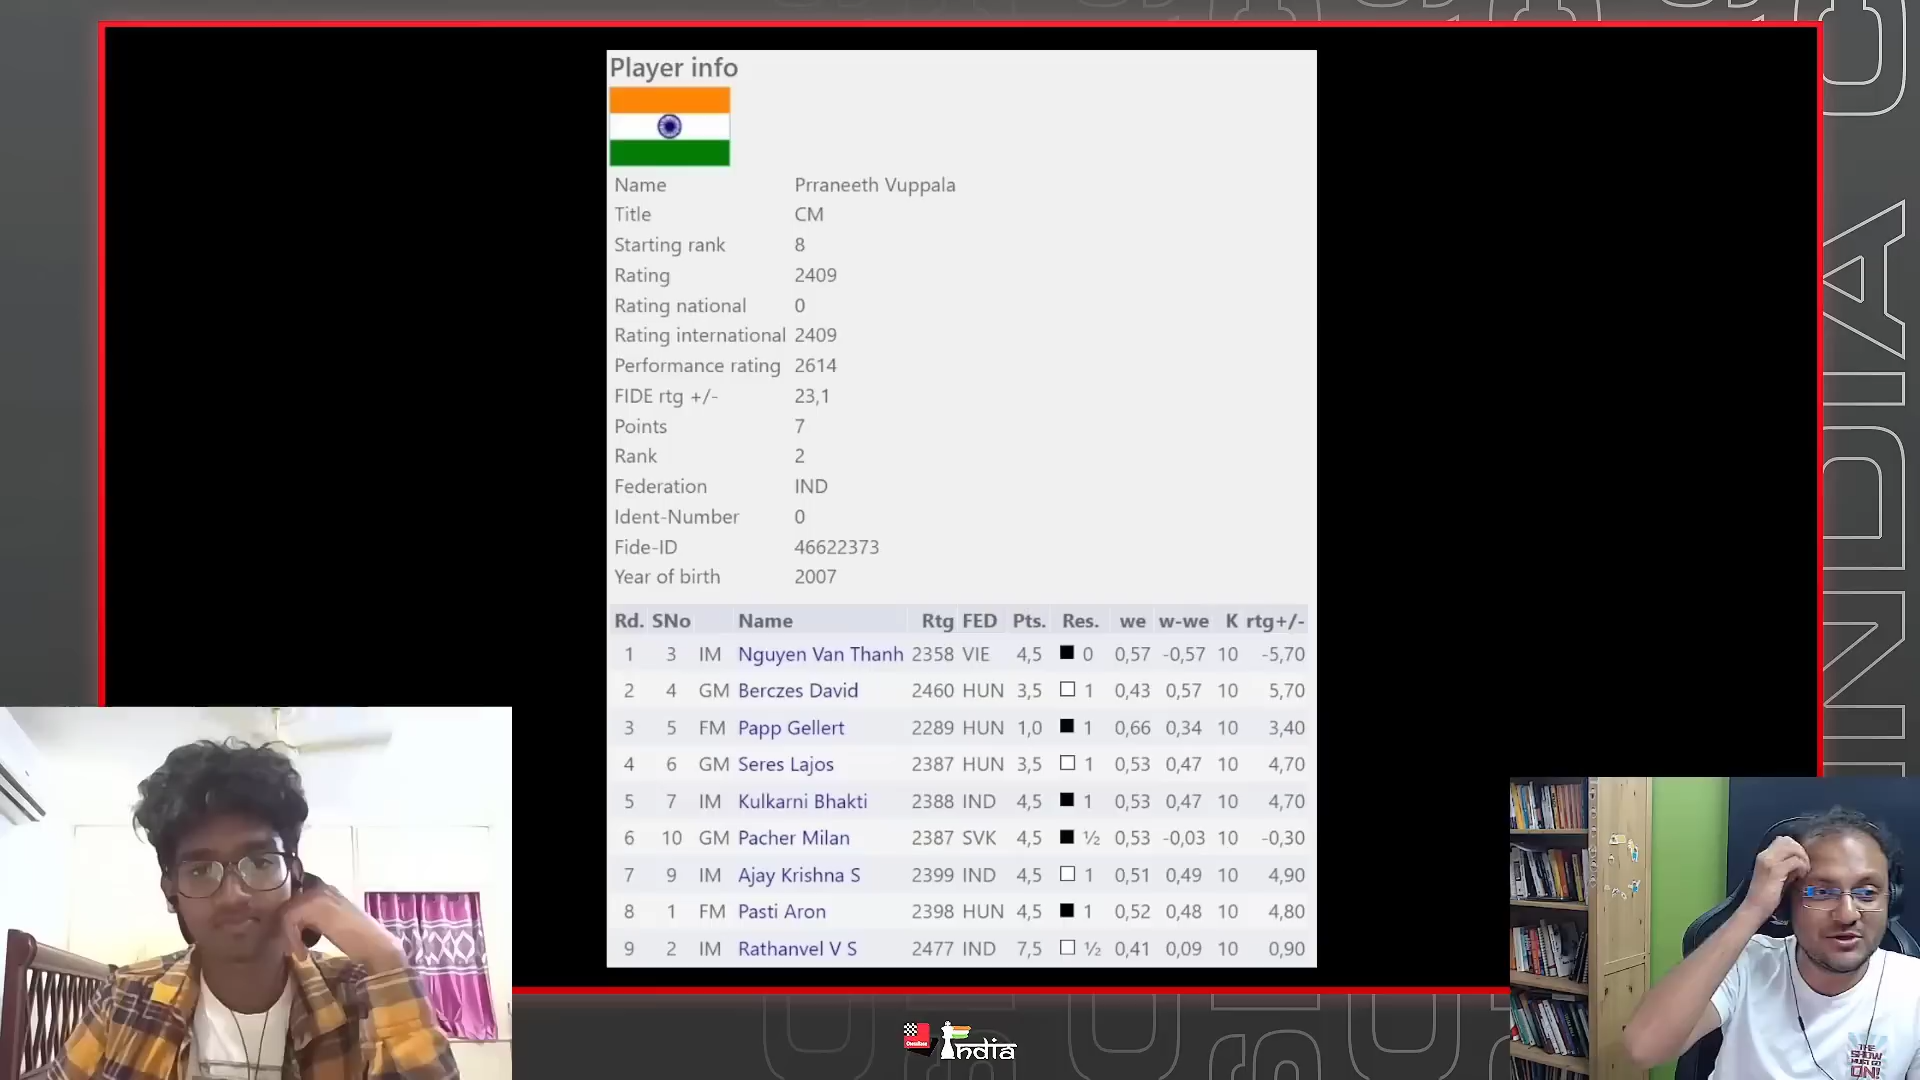 Player info
Name Prraneeth Vuppala
Title CM
Starting rank 8
Rating 2409
Rating national 0
Rating international 2409
Performance rating 2614
FIDE rtg +/- 23,1
Points 7
Rank 2
Federation IND
Ident-Number 0
Fide-ID 46622373
Year of birth 2007
Rd. SNo Name Rtg FED Pts. Res. we w-we K rtg+/-
1 3 IM Nguyen Van Thanh 2358 VIE 4,5 0 0,57 -0,57 10 -5,70
2 4 GM Berczes David 2460 HUN 3,5 1 0,43 0,57 10 5,70
3 5 FM Papp Gellert 2289 HUN 1,0 1 0,66 0,34 10 3,40
4 6 GM Seres Lajos 2387 HUN 3,5 1 0,53 0,47 10 4,70
5 7 IM Kulkarni Bhakti 2388 IND 4,5 1 0,53 0,47 10 4,70
6 10 GM Pacher Milan 2387 SVK 4,5 ½ 0,53 -0,03 10 -0,30
7 9 IM Ajay Krishna S 2399 IND 4,5 1 0,51 0,49 10 4,90
8 1 FM Pasti Aron 2398 HUN 4,5 1 0,52 0,48 10 4,80
9 2 IM Rathanvel V S 2477 IND 7,5 ½ 0,41 0,09 10 0,90
India
INDIA
THE
SHOW
MUST GO
ON!